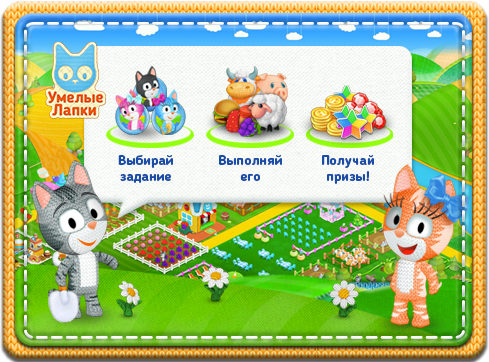 Умелые
Лапки
Выбирай
задание
Выполняй
его
Получай
призы!